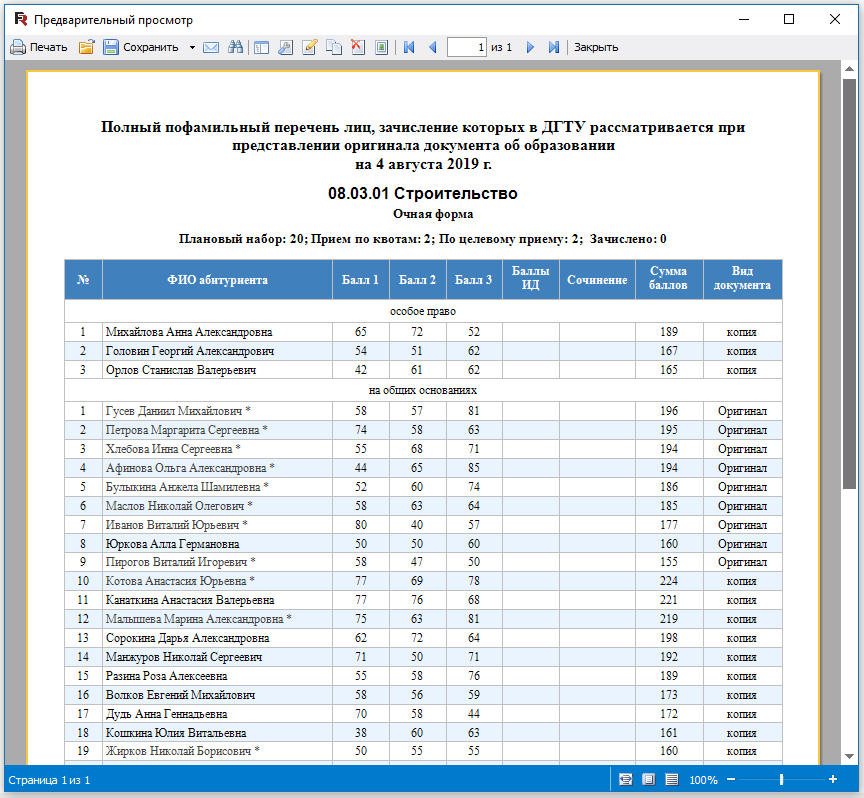 Предварительный просмотр
Печать Сохранить 1 из 1 Закрыть
Полный пофамильный перечень лиц, зачисление которых в ДГТУ рассматривается при
представлении оригинала документа об образовании
на 4 августа 2019 г.
08.03.01 Строительство
Очная форма
Плановый набор: 20; Прием по квотам: 2; По целевому приему: 2; Зачислено: 0
№ ФИО абитуриента Балл 1 Балл 2 Балл 3 Баллы ИД Сочинение Сумма баллов Вид документа
особое право
1 Михайлова Анна Александровна 65 72 52 189 копия
2 Головин Георгий Александрович 54 51 62 167 копия
3 Орлов Станислав Валерьевич 42 61 62 165 копия
на общих основаниях
1 Гусев Даниил Михайлович * 58 57 81 196 Оригинал
2 Петрова Маргарита Сергеевна * 74 58 63 195 Оригинал
3 Хлебова Инна Сергеевна * 55 68 71 194 Оригинал
4 Афинова Ольга Александровна * 44 65 85 194 Оригинал
5 Булыкина Анжела Шамилевна * 52 60 74 186 Оригинал
6 Маслов Николай Олегович * 58 63 64 185 Оригинал
7 Иванов Виталий Юрьевич * 80 40 57 177 Оригинал
8 Юркова Алла Германовна 50 50 60 160 Оригинал
9 Пирогов Виталий Игоревич * 58 47 50 155 Оригинал
10 Котова Анастасия Юрьевна * 77 69 78 224 копия
11 Канаткина Анастасия Валерьевна 77 76 68 221 копия
12 Малышева Марина Александровна * 75 63 81 219 копия
13 Сорокина Дарья Александровна 62 72 64 198 копия
14 Манжуров Николай Сергеевич 71 50 71 192 копия
15 Разина Роза Алексеевна 55 58 76 189 копия
16 Волков Евгений Михайлович 58 56 59 173 копия
17 Дудь Анна Геннадьевна 70 58 44 172 копия
18 Кошкина Юлия Витальевна 38 60 63 161 копия
19 Жирков Николай Борисович * 50 55 55 160 копия
Страница 1 из 1 100%